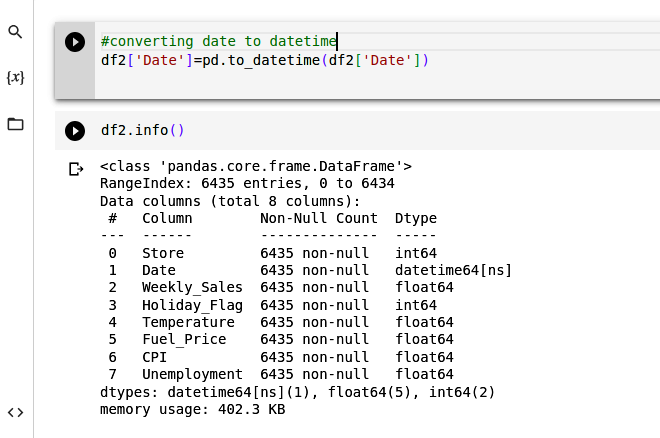 #converting date to datetime
df2['Date']=pd.to_datetime(df2['Date'])
{x}
df2.info()
<class 'pandas.core.frame.DataFrame'>
RangeIndex: 6435 entries, 0 to 6434
Data columns (total 8 columns):
 #   Column        Non-Null Count  Dtype
---  ------        --------------  -----
 0   Store         6435 non-null   int64
 1   Date          6435 non-null   datetime64[ns]
 2   Weekly_Sales  6435 non-null   float64
 3   Holiday_Flag  6435 non-null   int64
 4   Temperature   6435 non-null   float64
 5   Fuel_Price    6435 non-null   float64
 6   CPI           6435 non-null   float64
 7   Unemployment  6435 non-null   float64
dtypes: datetime64[ns](1), float64(5), int64(2)
memory usage: 402.3 KB